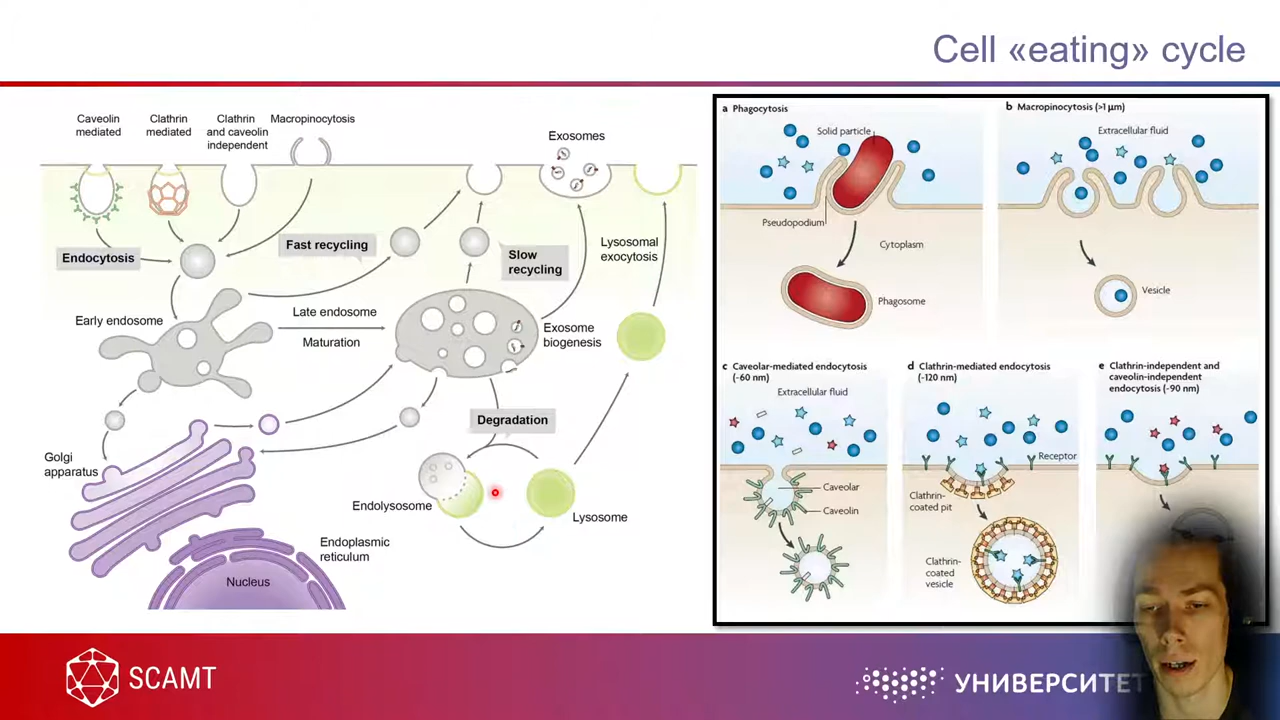 Cell «eating» cycle
Caveolin
mediated
Clathrin
mediated
Clathrin
and caveolin
independent
Macropinocytosis
Exosomes
Endocytosis
Fast recycling
Slow
recycling
Lysosomal
exocytosis
Early endosome
Late endosome
Maturation
Exosome
biogenesis
Degradation
Golgi
apparatus
Endolysosome
Lysosome
Endoplasmic
reticulum
Nucleus
a Phagocytosis
Solid particle
Pseudopodium
Cytoplasm
Phagosome
b Macropinocytosis (>1 μm)
Extracellular fluid
Vesicle
c Caveolar-mediated endocytosis
(~60 nm)
Extracellular fluid
Caveolar
Caveolin
d Clathrin-mediated endocytosis
(~120 nm)
Receptor
Clathrin-
coated pit
Clathrin-
coated
vesicle
e Clathrin-independent and
caveolin-independent
endocytosis (~90 nm)
SCAMT
УНИВЕРСИТЕТ